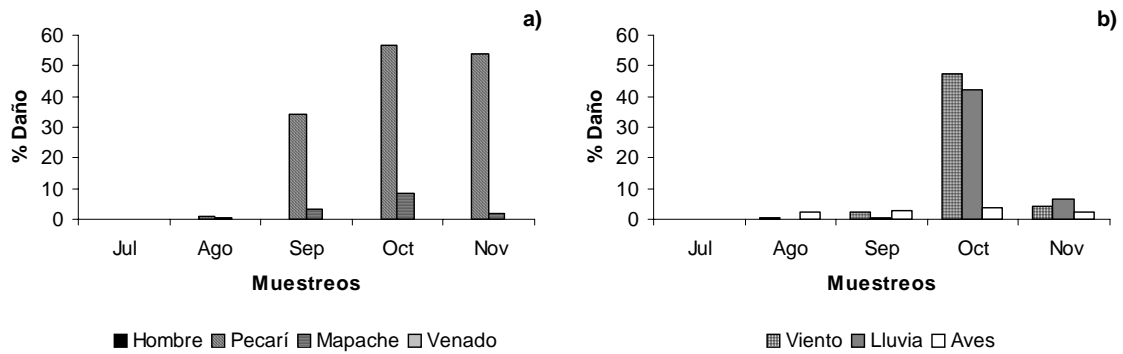 a)
60
50
40
30
20
10
0
% Daño
Jul Ago Sep Oct Nov
Muestreos
Hombre Pecarí Mapache Venado
b)
60
50
40
30
20
10
0
% Daño
Jul Ago Sep Oct Nov
Muestreos
Viento Lluvia Aves